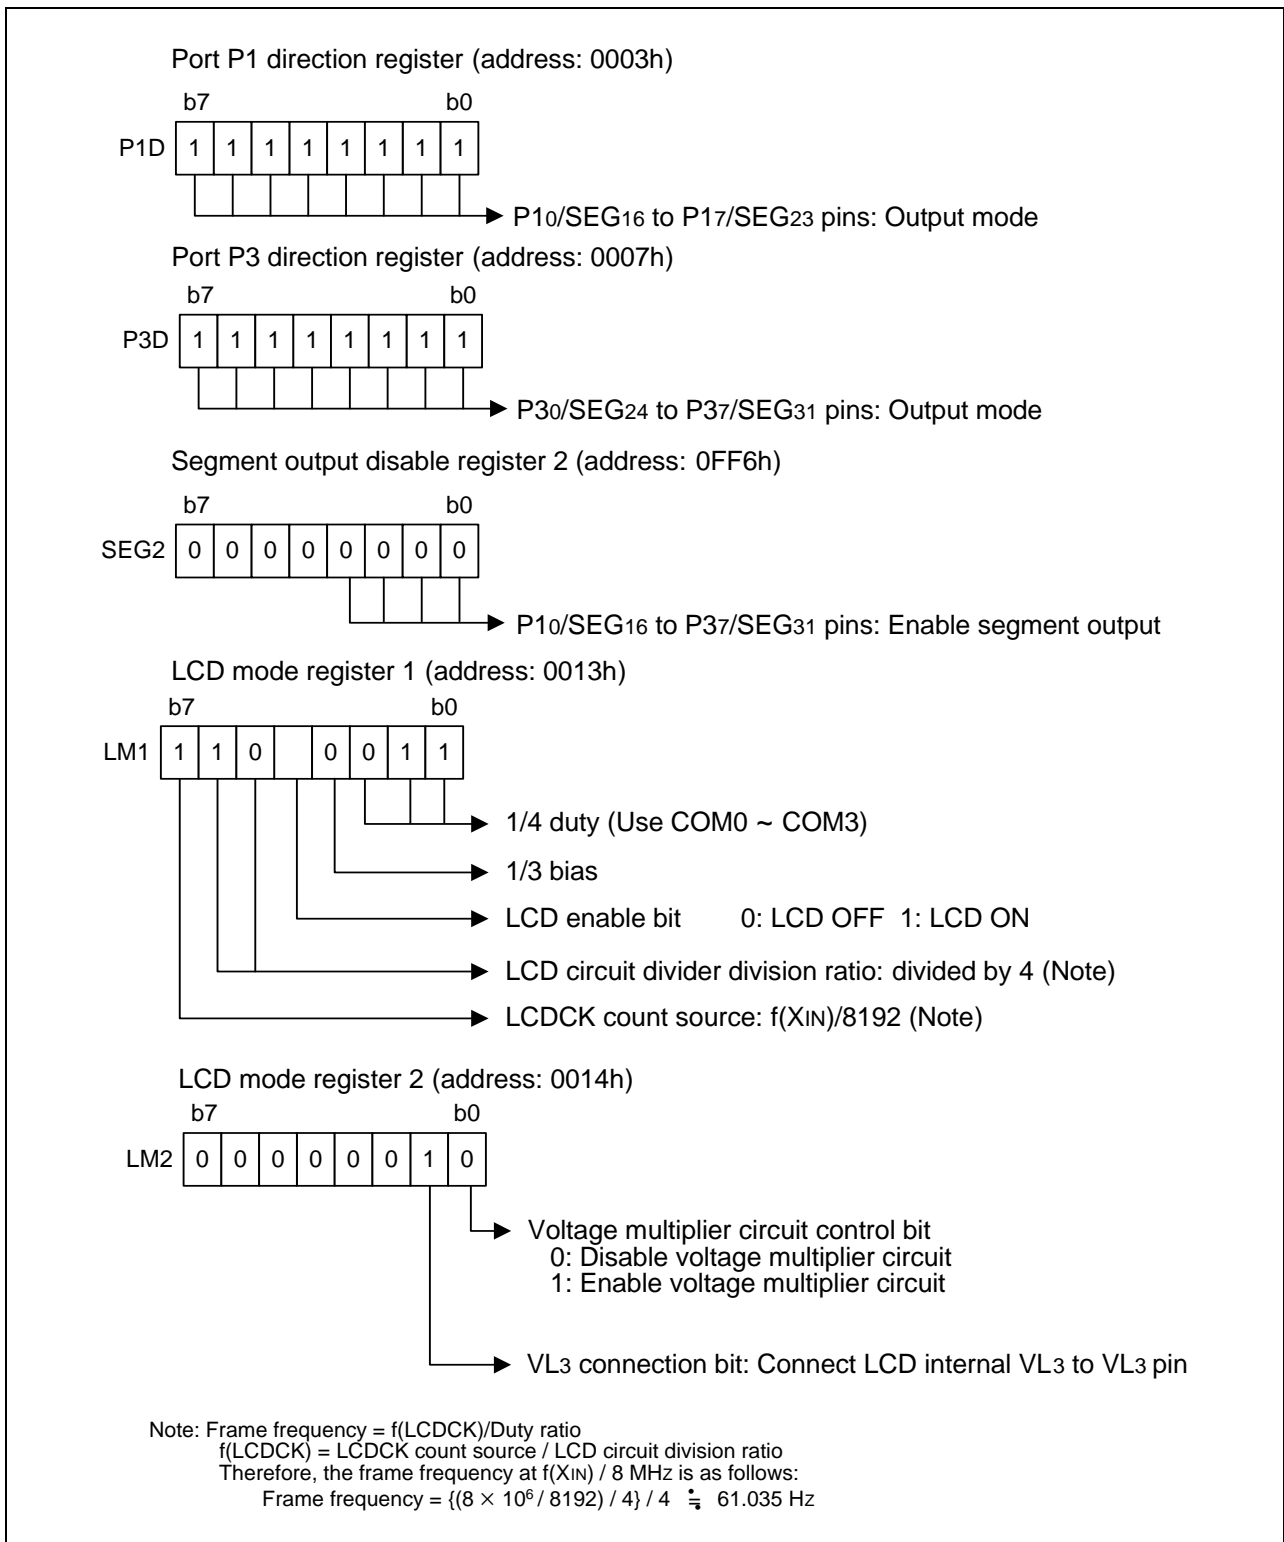 Port P1 direction register (address: 0003h)
b7 b0
P1D 1 1 1 1 1 1 1 1
P10/SEG16 to P17/SEG23 pins: Output mode
Port P3 direction register (address: 0007h)
b7 b0
P3D 1 1 1 1 1 1 1 1
P30/SEG24 to P37/SEG31 pins: Output mode
Segment output disable register 2 (address: 0FF6h)
b7 b0
SEG2 0 0 0 0 0 0 0 0
P10/SEG16 to P37/SEG31 pins: Enable segment output
LCD mode register 1 (address: 0013h)
b7 b0
LM1 1 1 0 0 0 1 1
1/4 duty (Use COM0 ~ COM3)
1/3 bias
LCD enable bit 0: LCD OFF 1: LCD ON
LCD circuit divider division ratio: divided by 4 (Note)
LCDCK count source: f(XIN)/8192 (Note)
LCD mode register 2 (address: 0014h)
b7 b0
LM2 0 0 0 0 0 0 1 0
Voltage multiplier circuit control bit
0: Disable voltage multiplier circuit
1: Enable voltage multiplier circuit
VL3 connection bit: Connect LCD internal VL3 to VL3 pin
Note: Frame frequency = f(LCDCK)/Duty ratio
f(LCDCK) = LCDCK count source / LCD circuit division ratio
Therefore, the frame frequency at f(XIN) / 8 MHz is as follows:
Frame frequency = {(8 × 10⁶ / 8192) / 4} / 4 ≒ 61.035 Hz